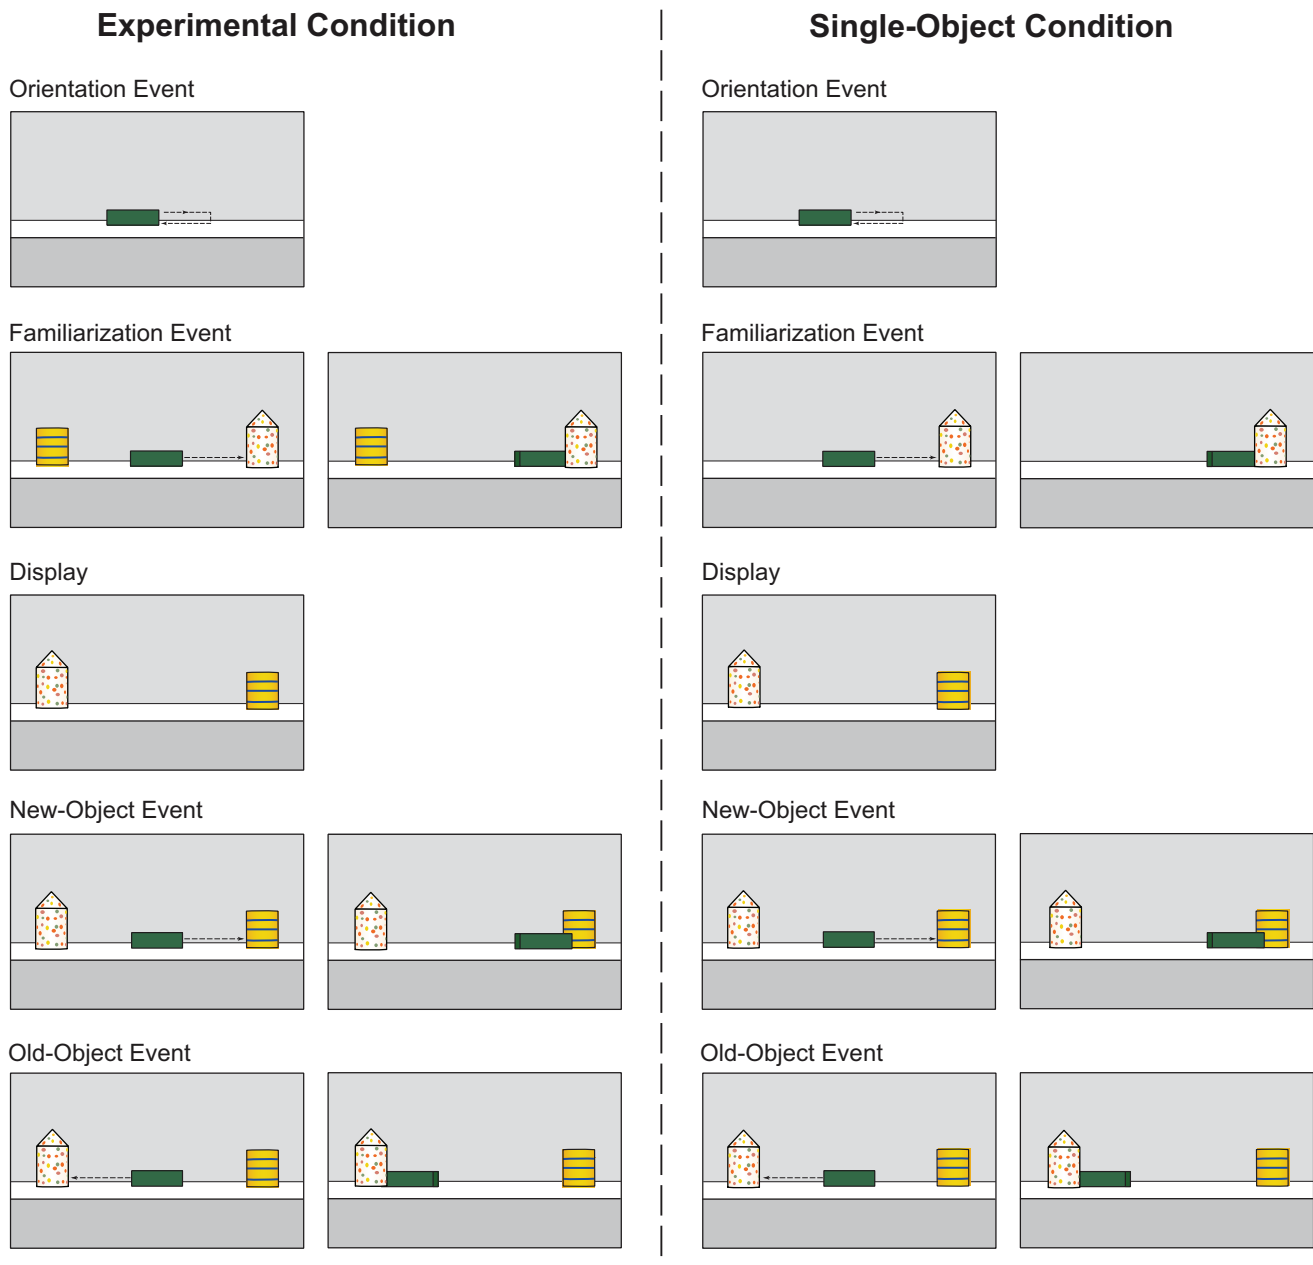 Experimental Condition
Orientation Event
Familiarization Event
Display
New-Object Event
Old-Object Event
Single-Object Condition
Orientation Event
Familiarization Event
Display
New-Object Event
Old-Object Event